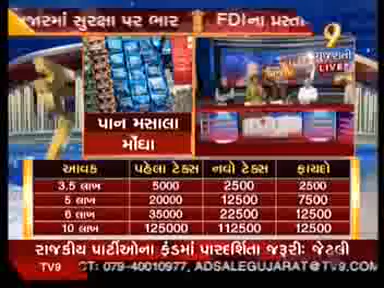 જારમાં સુરક્ષા પર ભાર FDIના પ્રસ્તા
9
ગુજરાતી
LIVE
પાન મસાલા
મોંઘા
આવક પહેલા ટેક્સ નવો ટેક્સ ફાયદો
3.5 લાખ 5000 2500 2500
5 લાખ 20000 12500 7500
6 લાખ 35000 22500 12500
10 લાખ 125000 112500 12500
રાજકીય પાર્ટીઓના ફંડમાં પારદર્શિતા જરૂરીઃ જેટલી
TV9 CT: 079-40010977, ADSALEGUJARAT@TV9.COM